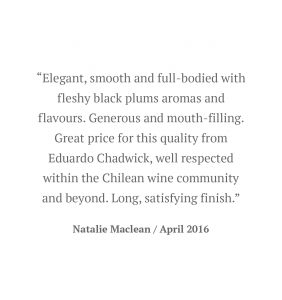 “Elegant, smooth and full-bodied with
fleshy black plums aromas and
flavours. Generous and mouth-filling.
Great price for this quality from
Eduardo Chadwick, well respected
within the Chilean wine community
and beyond. Long, satisfying finish.”
Natalie Maclean / April 2016